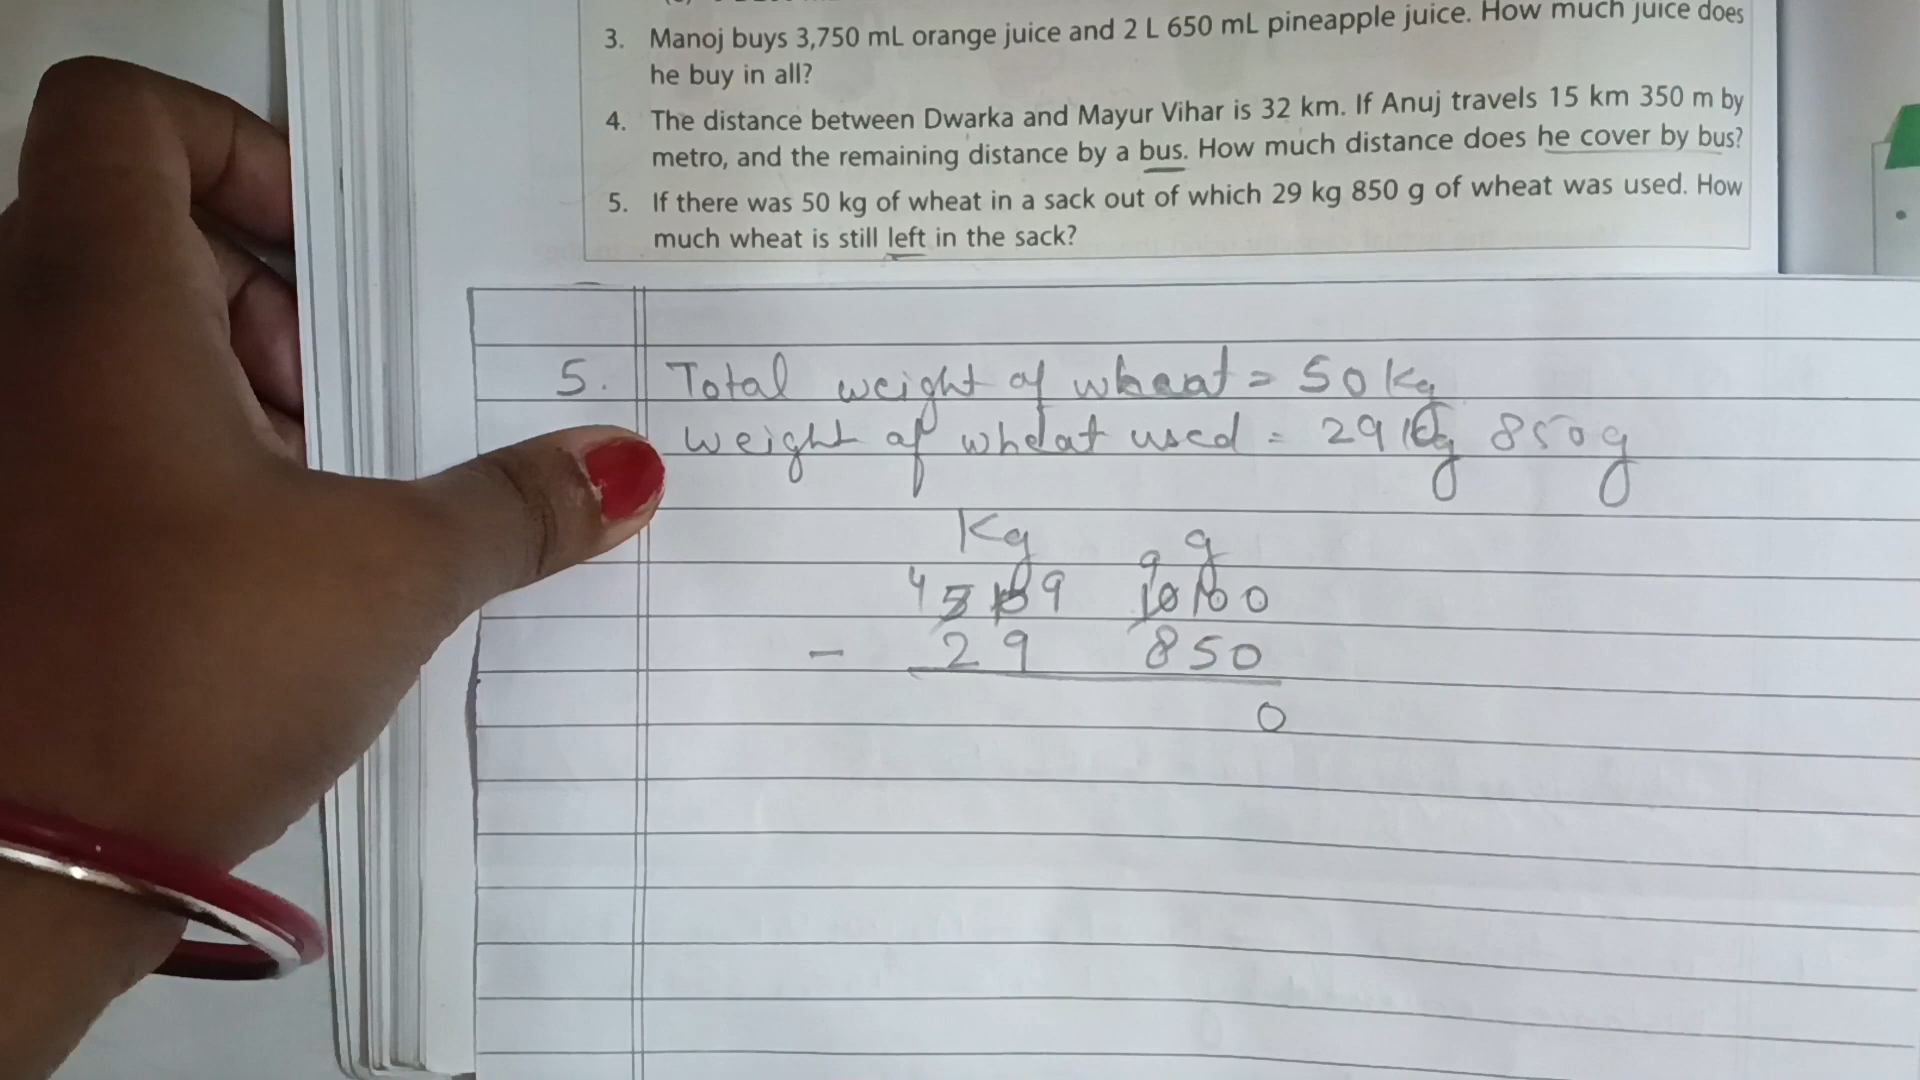 3. Manoj buys 3,750 mL orange juice and 2 L 650 mL pineapple juice. How much juice does
he buy in all?
4. The distance between Dwarka and Mayur Vihar is 32 km. If Anuj travels 15 km 350 m by
metro, and the remaining distance by a bus. How much distance does he cover by bus?
5. If there was 50 kg of wheat in a sack out of which 29 kg 850 g of wheat was used. How
much wheat is still left in the sack?
5. Total weight of wheat = 50 kg
weight of wheat used = 29 kg 850 g
Kg g
9
4 5 10 9 10 10 0
- 29 850
0